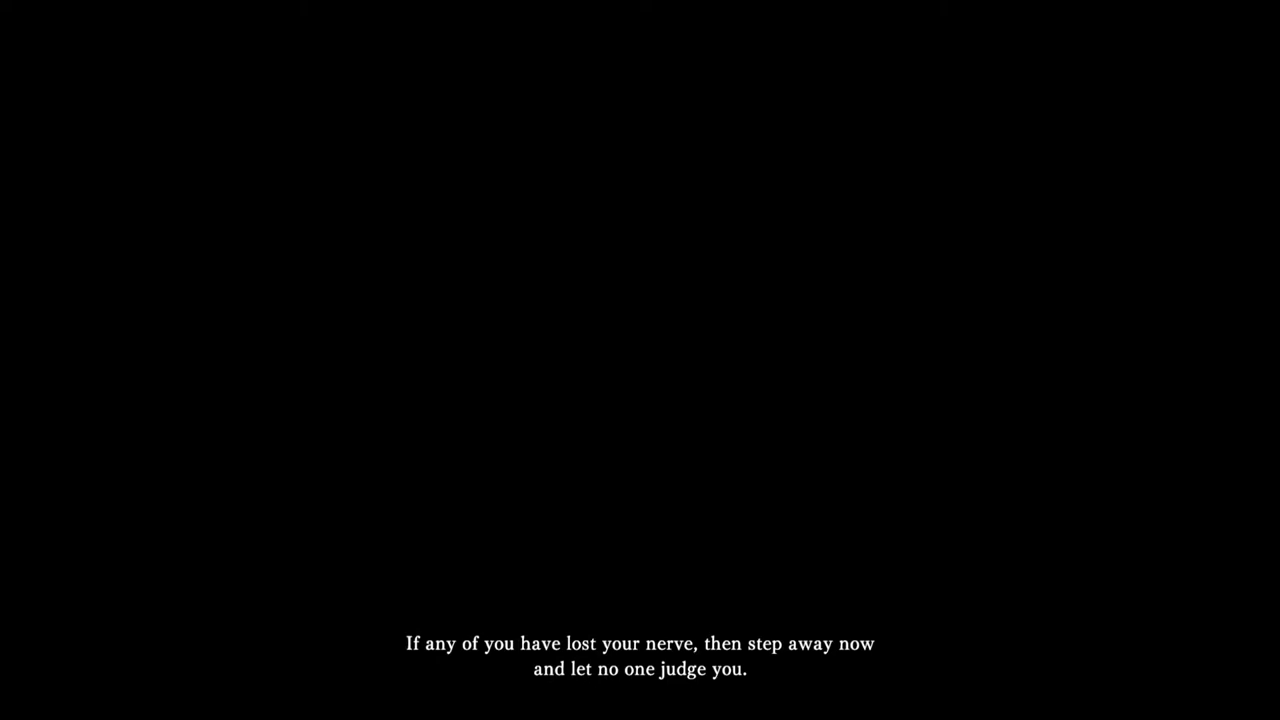 If any of you have lost your nerve, then step away now
and let no one judge you.